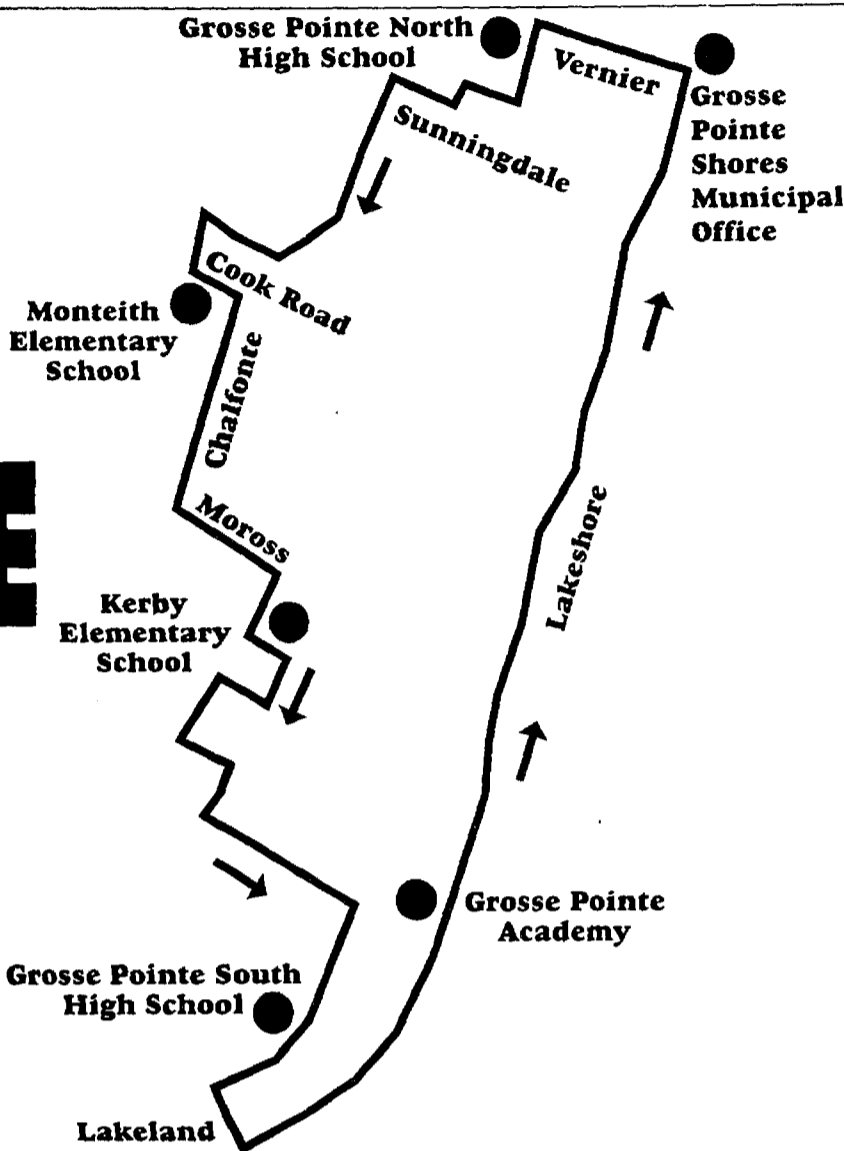 Grosse Pointe North
High School
Vernier
Grosse
Pointe
Shores
Municipal
Office
Sunningdale
Cook Road
Monteith
Elementary
School
Chalfonte
Moross
Lakeshore
Kerby
Elementary
School
Grosse Pointe
Academy
Grosse Pointe South
High School
Lakeland